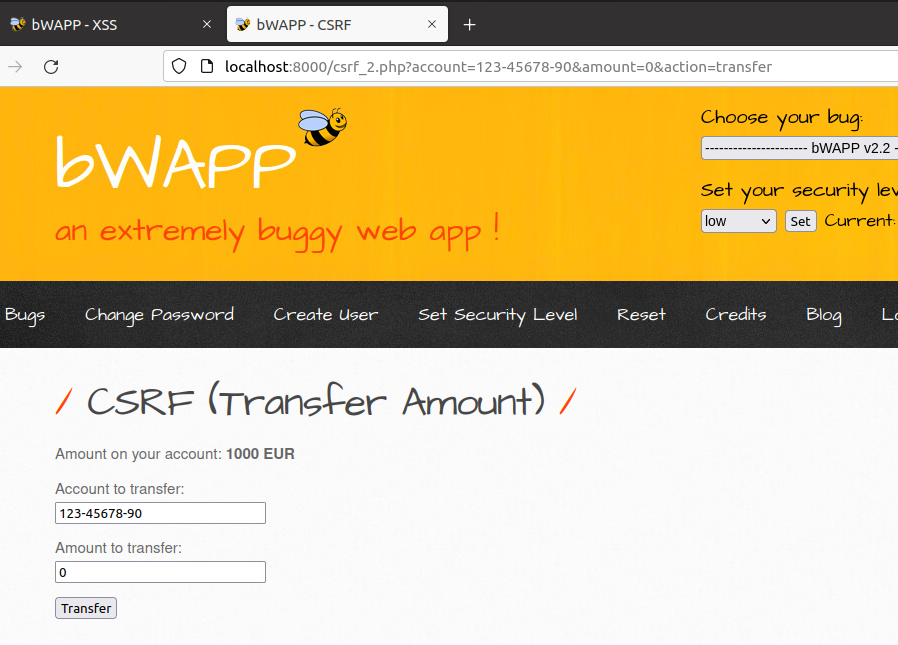 bWAPP - XSS
bWAPP - CSRF
localhost:8000/csrf_2.php?account=123-45678-90&amount=0&action=transfer
bWAPP
an extremely buggy web app !
Choose your bug:
---------------------- bWAPP v2.2 -
Set your security lev
low Set Current:
Bugs Change Password Create User Set Security Level Reset Credits Blog Lo
/ CSRF (Transfer Amount) /
Amount on your account: 1000 EUR
Account to transfer:
123-45678-90
Amount to transfer:
0
Transfer